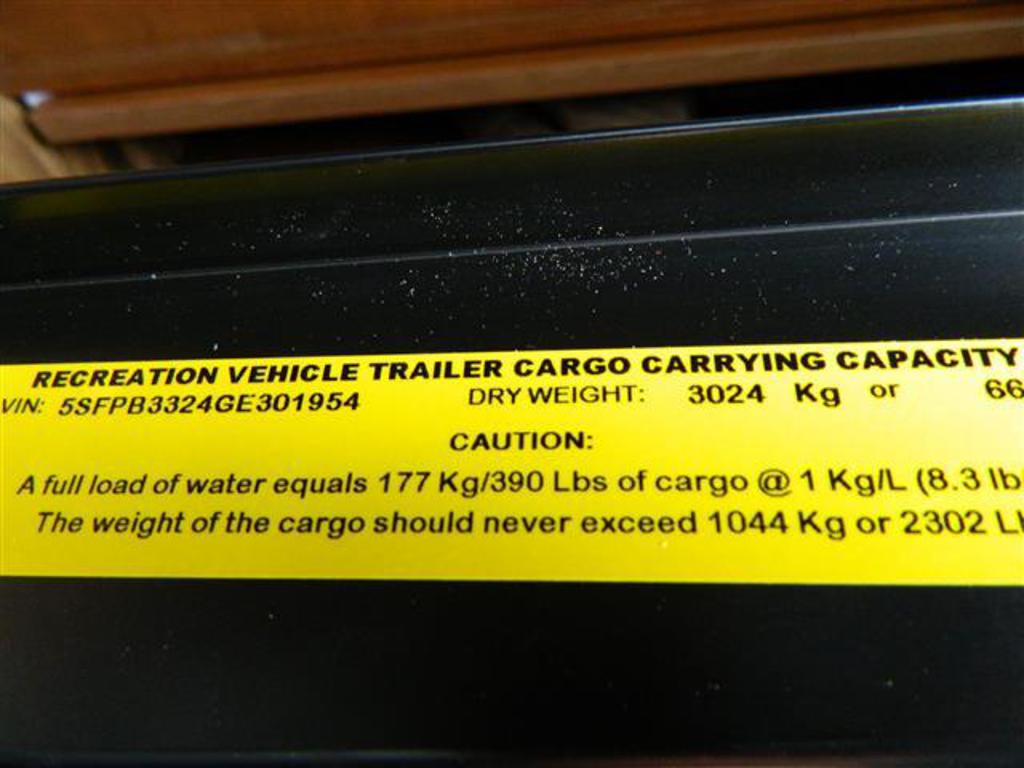 RECREATION VEHICLE TRAILER CARGO CARRYING CAPACITY
VIN: 5SFPB3324GE301954 DRY WEIGHT: 3024 Kg or 66
CAUTION:
A full load of water equals 177 Kg/390 Lbs of cargo @ 1 Kg/L (8.3 lb
The weight of the cargo should never exceed 1044 Kg or 2302